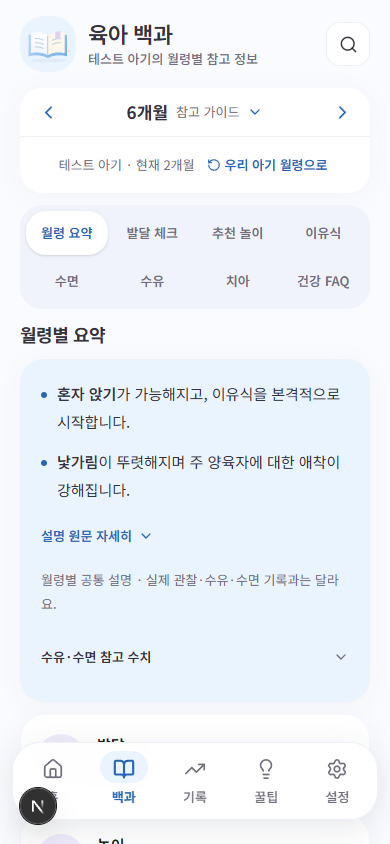 육아 백과
테스트 아기의 월령별 참고 정보
6개월 참고 가이드
테스트 아기 · 현재 2개월 우리 아기 월령으로
월령 요약 발달 체크 추천 놀이 이유식
수면 수유 치아 건강 FAQ
월령별 요약
혼자 앉기가 가능해지고, 이유식을 본격적으로
시작합니다.
낯가림이 뚜렷해지며 주 양육자에 대한 애착이
강해집니다.
설명 원문 자세히
월령별 공통 설명 · 실제 관찰·수유·수면 기록과는 달라
요.
수유·수면 참고 수치
N 백과 기록 꿀팁 설정